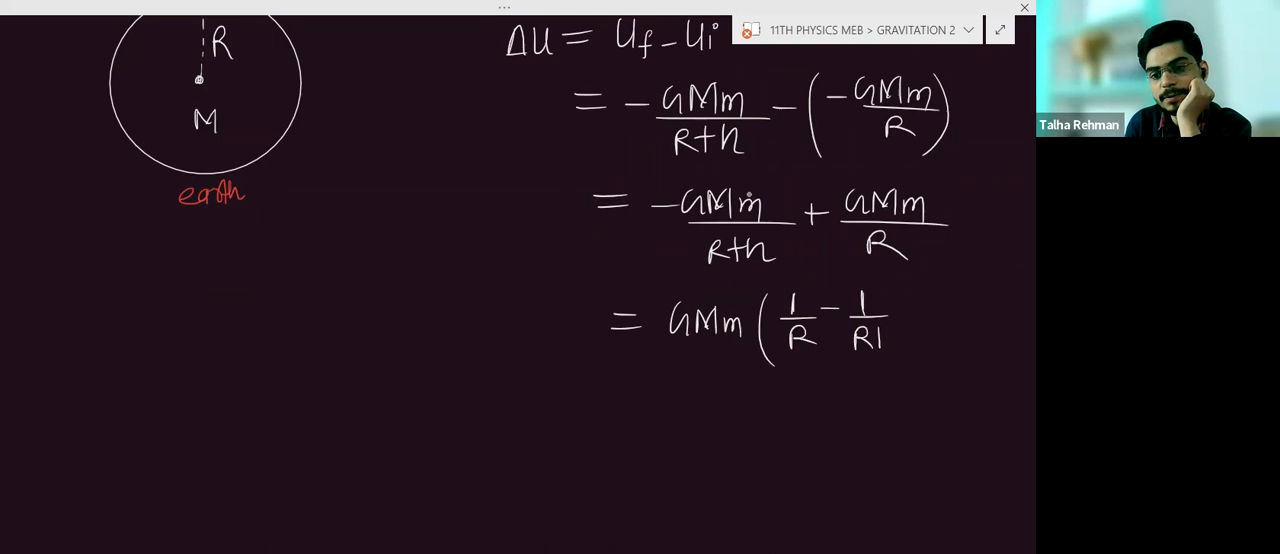 R
M
earth
ΔU = Uf - Ui
11TH PHYSICS MEB > GRAVITATION 2
Talha Rehman
= - GMm/R+h - (- GMm/R)
= - GMm/R+h + GMm/R
= GMm (1/R - 1/R|